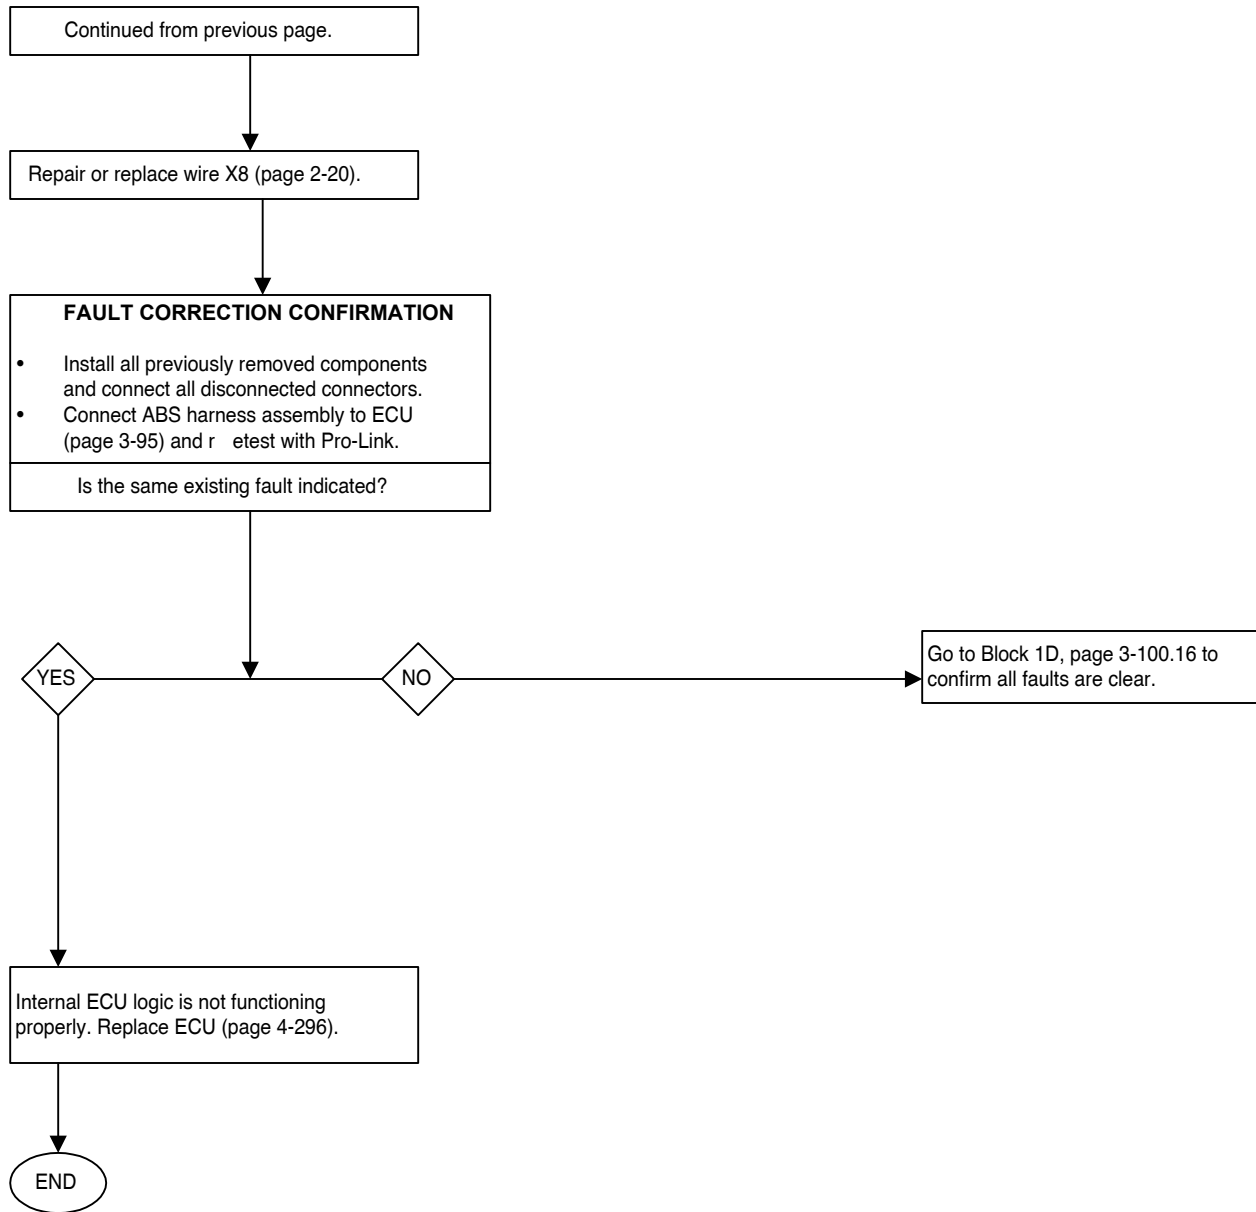 Continued from previous page.
Repair or replace wire X8 (page 2-20).
FAULT CORRECTION CONFIRMATION
• Install all previously removed components
and connect all disconnected connectors.
• Connect ABS harness assembly to ECU
(page 3-95) and r etest with Pro-Link.
Is the same existing fault indicated?
YES
NO
Go to Block 1D, page 3-100.16 to
confirm all faults are clear.
Internal ECU logic is not functioning
properly. Replace ECU (page 4-296).
END